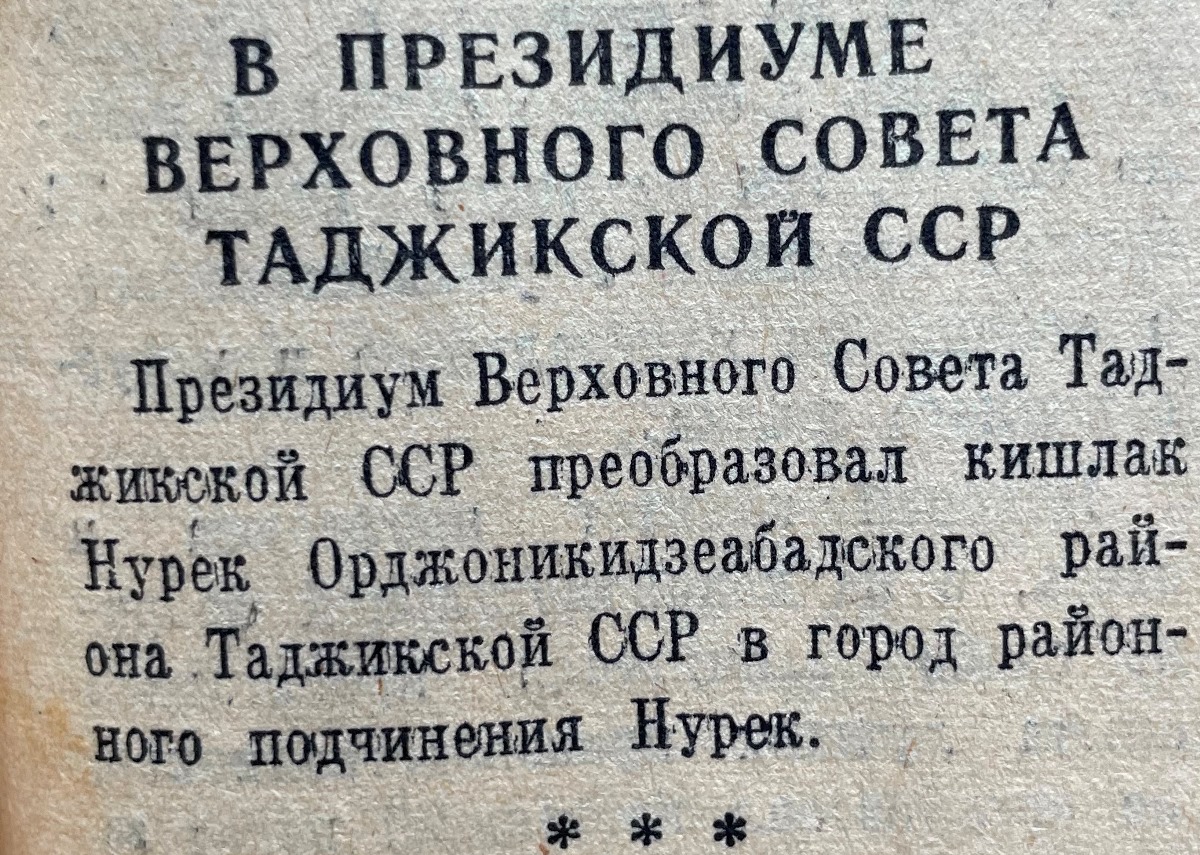 В ПРЕЗИДИУМЕ
ВЕРХОВНОГО СОВЕТА
ТАДЖИКСКОЙ ССР
Президиум Верховного Совета Тад-
жикской ССР преобразовал кишлак
Нурек Орджоникидзеабадского рай-
она Таджикской ССР в город район-
ного подчинения Нурек.
* * *